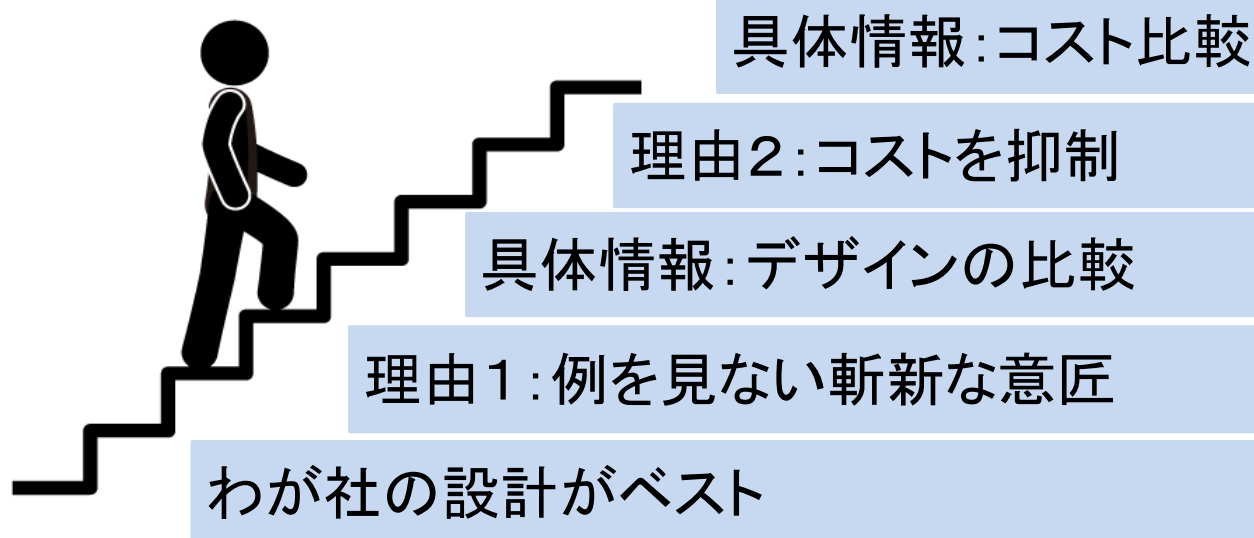 具体情報：コスト比較
理由２：コストを抑制
具体情報：デザインの比較
理由１：例を見ない斬新な意匠
わが社の設計がベスト